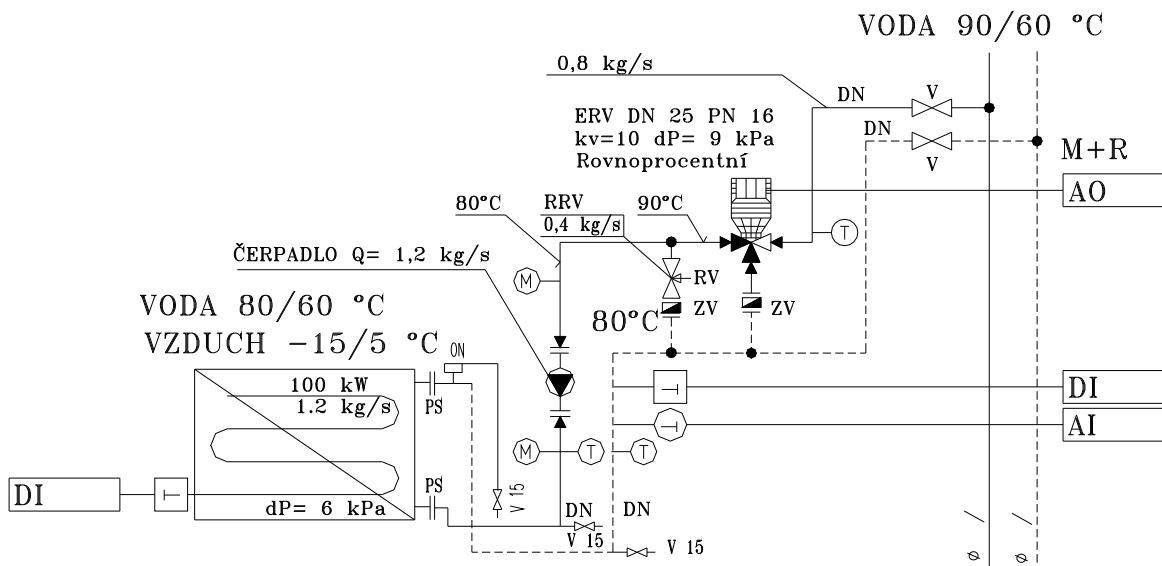 VODA 90/60 °C
0,8 kg/s
DN
V
ERV DN 25 PN 16
kv=10 dP= 9 kPa
Rovnoprocentní
DN
V
M+R
AO
80°C
RRV
0,4 kg/s
90°C
T
ČERPADLO Q= 1,2 kg/s
M
RV
ZV
ZV
VODA 80/60 °C
80°C
VZDUCH -15/5 °C
ON
100 kW
1.2 kg/s
PS
T
DI
T
AI
M
T
T
DI
T
PS
V 15
dP= 6 kPa
DN
DN
V 15
V 15
ø /
ø /